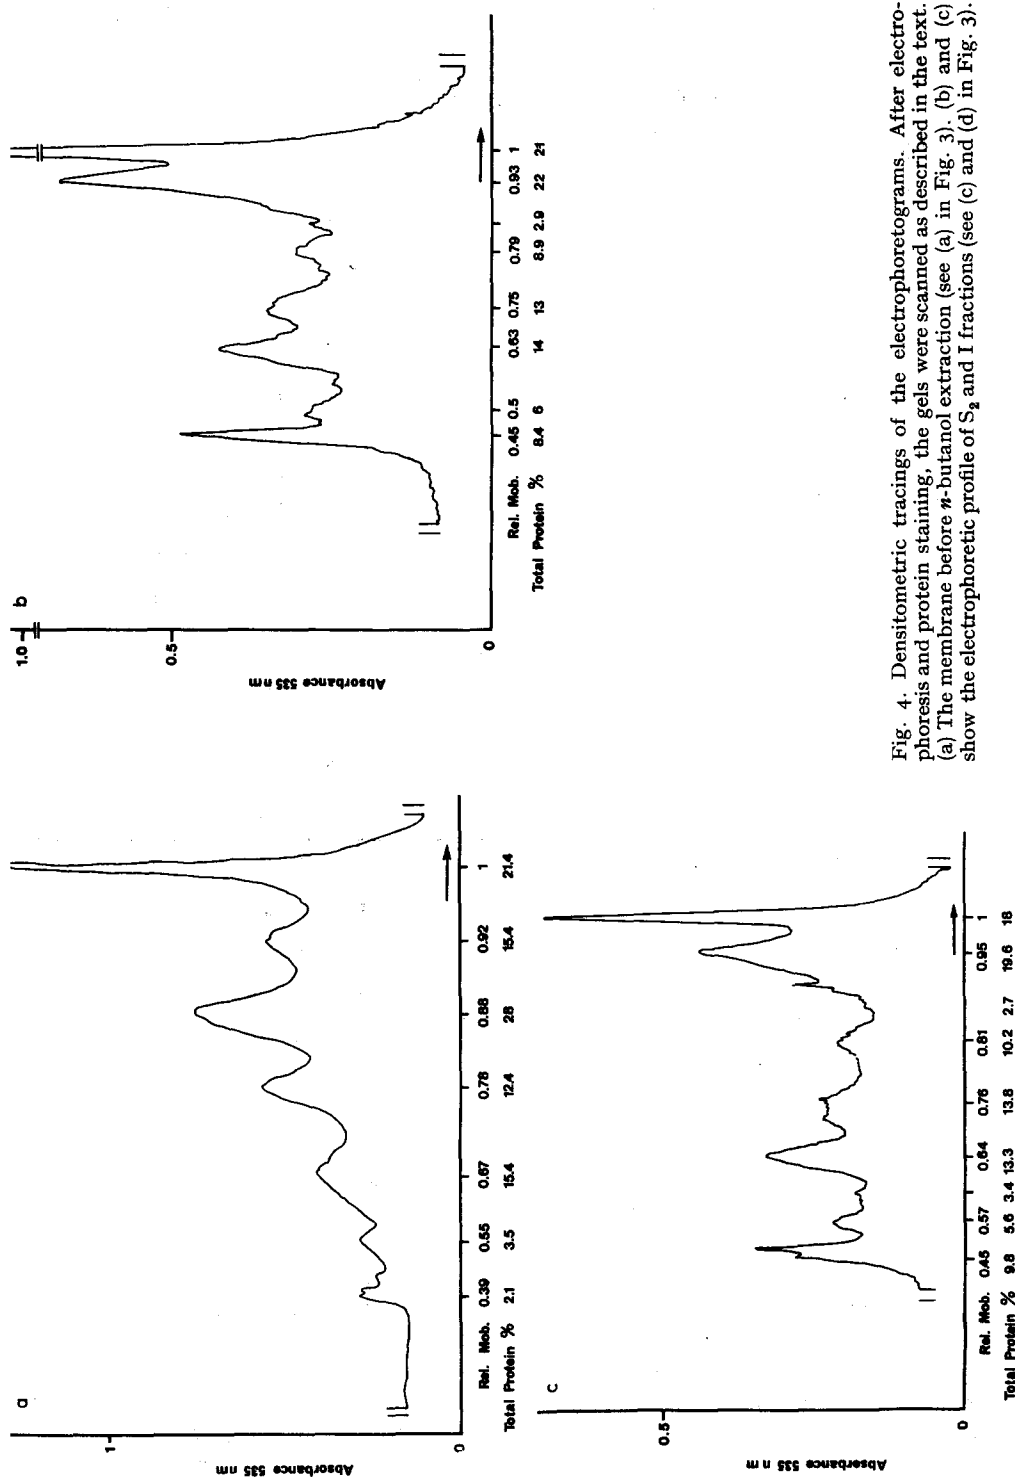 a
Absorbance 535 nm
1
0
Rel. Mob. 0.39 0.55 0.67 0.78 0.88 0.92 1
Total Protein % 2.1 3.5 15.4 12.4 28 15.4 21.4
b
Absorbance 535 nm
1.0
0.5
0
Rel. Mob. 0.45 0.5 0.63 0.75 0.79 0.93 1
Total Protein % 8.4 6 14 13 8.9 2.9 22 21
c
Absorbance 535 nm
0.5
0
Rel. Mob. 0.45 0.57 0.64 0.76 0.81 0.95 1
Total Protein % 9.8 5.6 3.4 13.3 13.8 10.2 2.7 19.6 18
Fig. 4. Densitometric tracings of the electrophoretograms. After electro-
phoresis and protein staining, the gels were scanned as described in the text.
(a) The membrane before n-butanol extraction (see (a) in Fig. 3). (b) and (c)
show the electrophoretic profile of S₂ and I fractions (see (c) and (d) in Fig. 3).